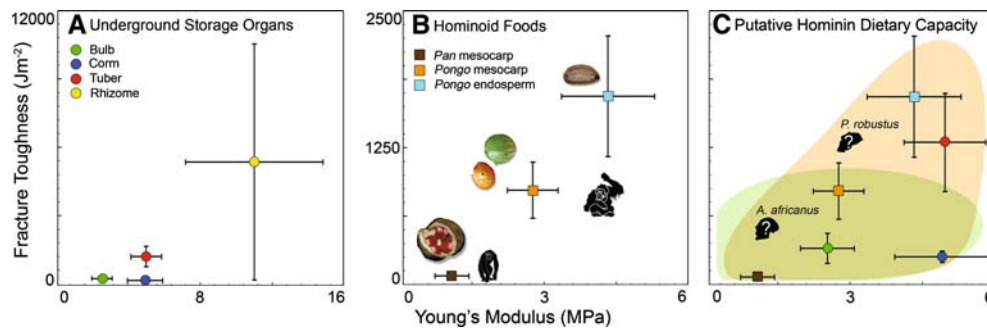 A Underground Storage Organs
Bulb
Corm
Tuber
Rhizome
12000
0
Fracture Toughness (Jm-2)
0 8 16
B Hominoid Foods
Pan mesocarp
Pongo mesocarp
Pongo endosperm
2500
1250
0
0 3 6
Young's Modulus (MPa)
C Putative Hominin Dietary Capacity
P. robustus
?
A. africanus
?
0 3 6